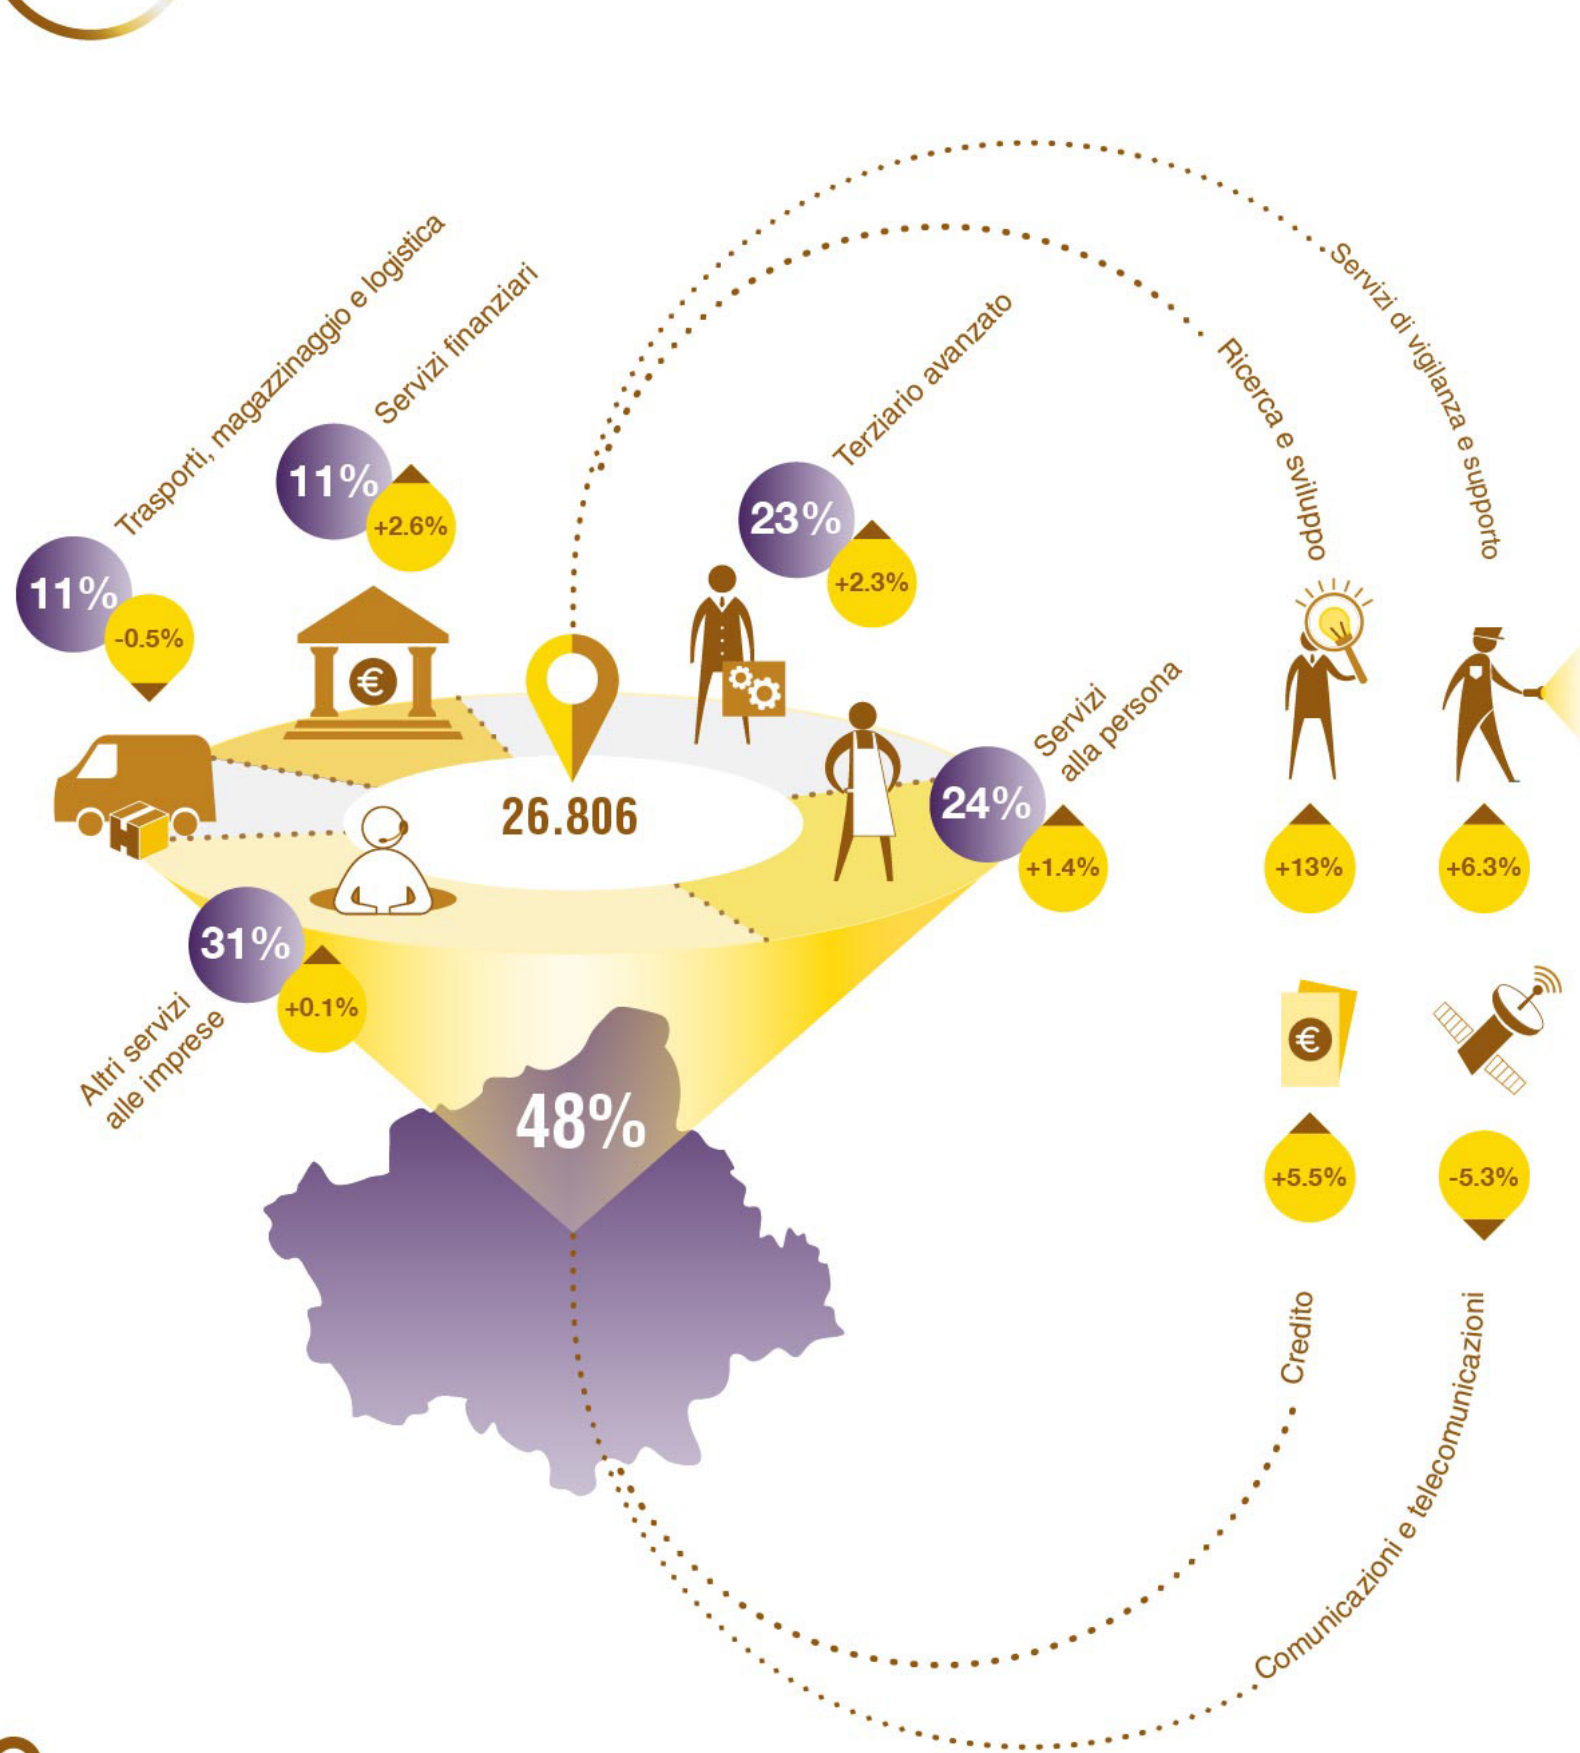 Trasporti, magazzinaggio e logistica
11%
-0.5%
Servizi finanziari
11%
+2.6%
€
Terziario avanzato
23%
+2.3%
Servizi
alla persona
24%
+1.4%
26.806
31%
+0.1%
Altri servizi
alle imprese
48%
Servizi di vigilanza e supporto
Ricerca e sviluppo
+13%
+6.3%
€
+5.5%
-5.3%
Credito
Comunicazioni e telecomunicazioni